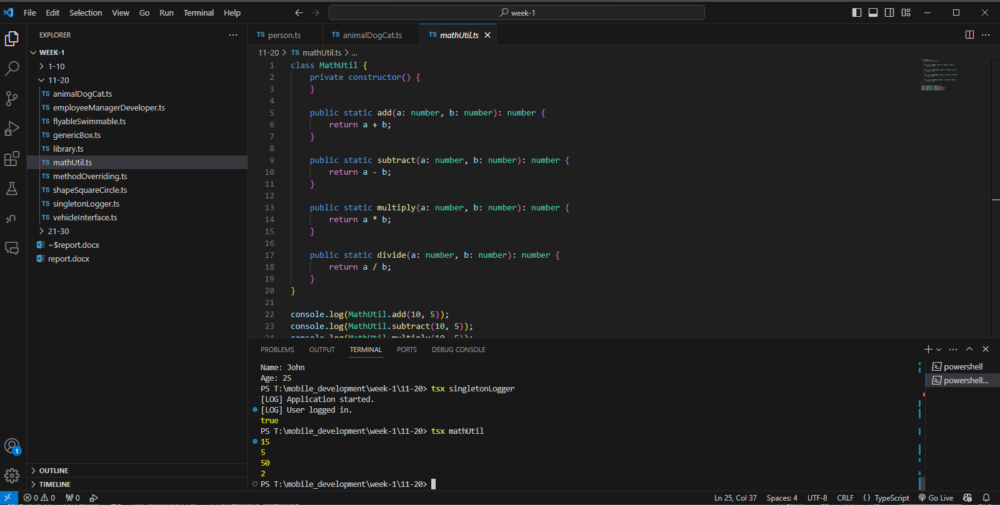 File Edit Selection View Go Run Terminal Help
week-1
EXPLORER
WEEK-1
1-10
11-20
TS animalDogCat.ts
TS employeeManagerDeveloper.ts
TS flyableSwimmable.ts
TS genericBox.ts
TS library.ts
TS mathUtil.ts
TS methodOverriding.ts
TS shapeSquareCircle.ts
TS singletonLogger.ts
TS vehicleInterface.ts
21-30
~$report.docx
report.docx
OUTLINE
TIMELINE
TS person.ts TS animalDogCat.ts TS mathUtil.ts
11-20 > TS mathUtil.ts > ...
1 class MathUtil {
2 private constructor() {
3 }
4
5 public static add(a: number, b: number): number {
6 return a + b;
7 }
8
9 public static subtract(a: number, b: number): number {
10 return a - b;
11 }
12
13 public static multiply(a: number, b: number): number {
14 return a * b;
15 }
16
17 public static divide(a: number, b: number): number {
18 return a / b;
19 }
20 }
21
22 console.log(MathUtil.add(10, 5));
23 console.log(MathUtil.subtract(10, 5));
24 console.log(MathUtil.multiply(10, 5));
PROBLEMS OUTPUT TERMINAL PORTS DEBUG CONSOLE
Name: John
Age: 25
PS T:\mobile_development\week-1\11-20> tsx singletonLogger
[LOG] Application started.
[LOG] User logged in.
true
PS T:\mobile_development\week-1\11-20> tsx mathUtil
15
5
50
2
PS T:\mobile_development\week-1\11-20>
powershell
powershell...
1
0 0 0
Ln 25, Col 37 Spaces: 4 UTF-8 CRLF {} TypeScript Go Live